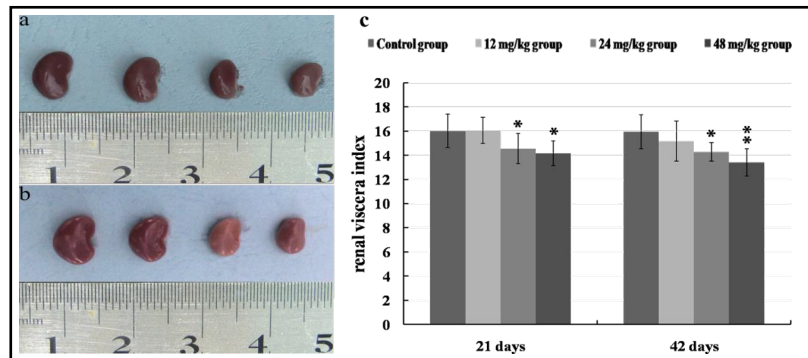 a
mm 1 2 3 4 5
b
mm 1 2 3 4 5
c
Control group 12 mg/kg group 24 mg/kg group 48 mg/kg group
renal viscera index
20
18
16
14
12
10
8
6
4
2
0
* * * **
21 days 42 days